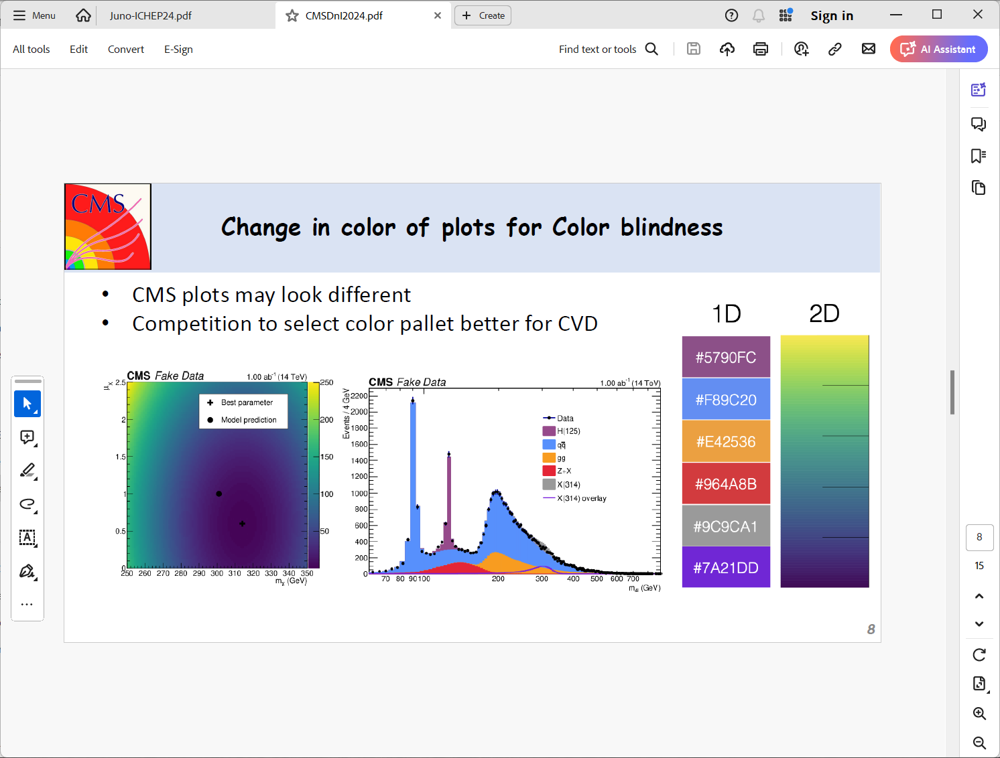 Menu
Juno-ICHEP24.pdf
CMSDnI2024.pdf
Create
Sign in
All tools
Edit
Convert
E-Sign
Find text or tools
AI Assistant
CMS
Change in color of plots for Color blindness
• CMS plots may look different
• Competition to select color pallet better for CVD
1D
2D
#5790FC
#F89C20
#E42536
#964A8B
#9C9CA1
#7A21DD
CMS Fake Data
1.00 ab⁻¹ (14 TeV)
μχ
2.5
2
1.5
1
0.5
0
Best parameter
Model prediction
250
200
150
100
50
250 260 270 280 290 300 310 320 330 340 350
mχ (GeV)
CMS Fake Data
1.00 ab⁻¹ (14 TeV)
Events / 4 GeV
2200
2000
1800
1600
1400
1200
1000
800
600
400
200
0
Data
H(125)
qq̅
gg
Z+X
X(314)
X(314) overlay
70 80 90 100 200 300 400 500 600 700
m4l (GeV)
8
8
15